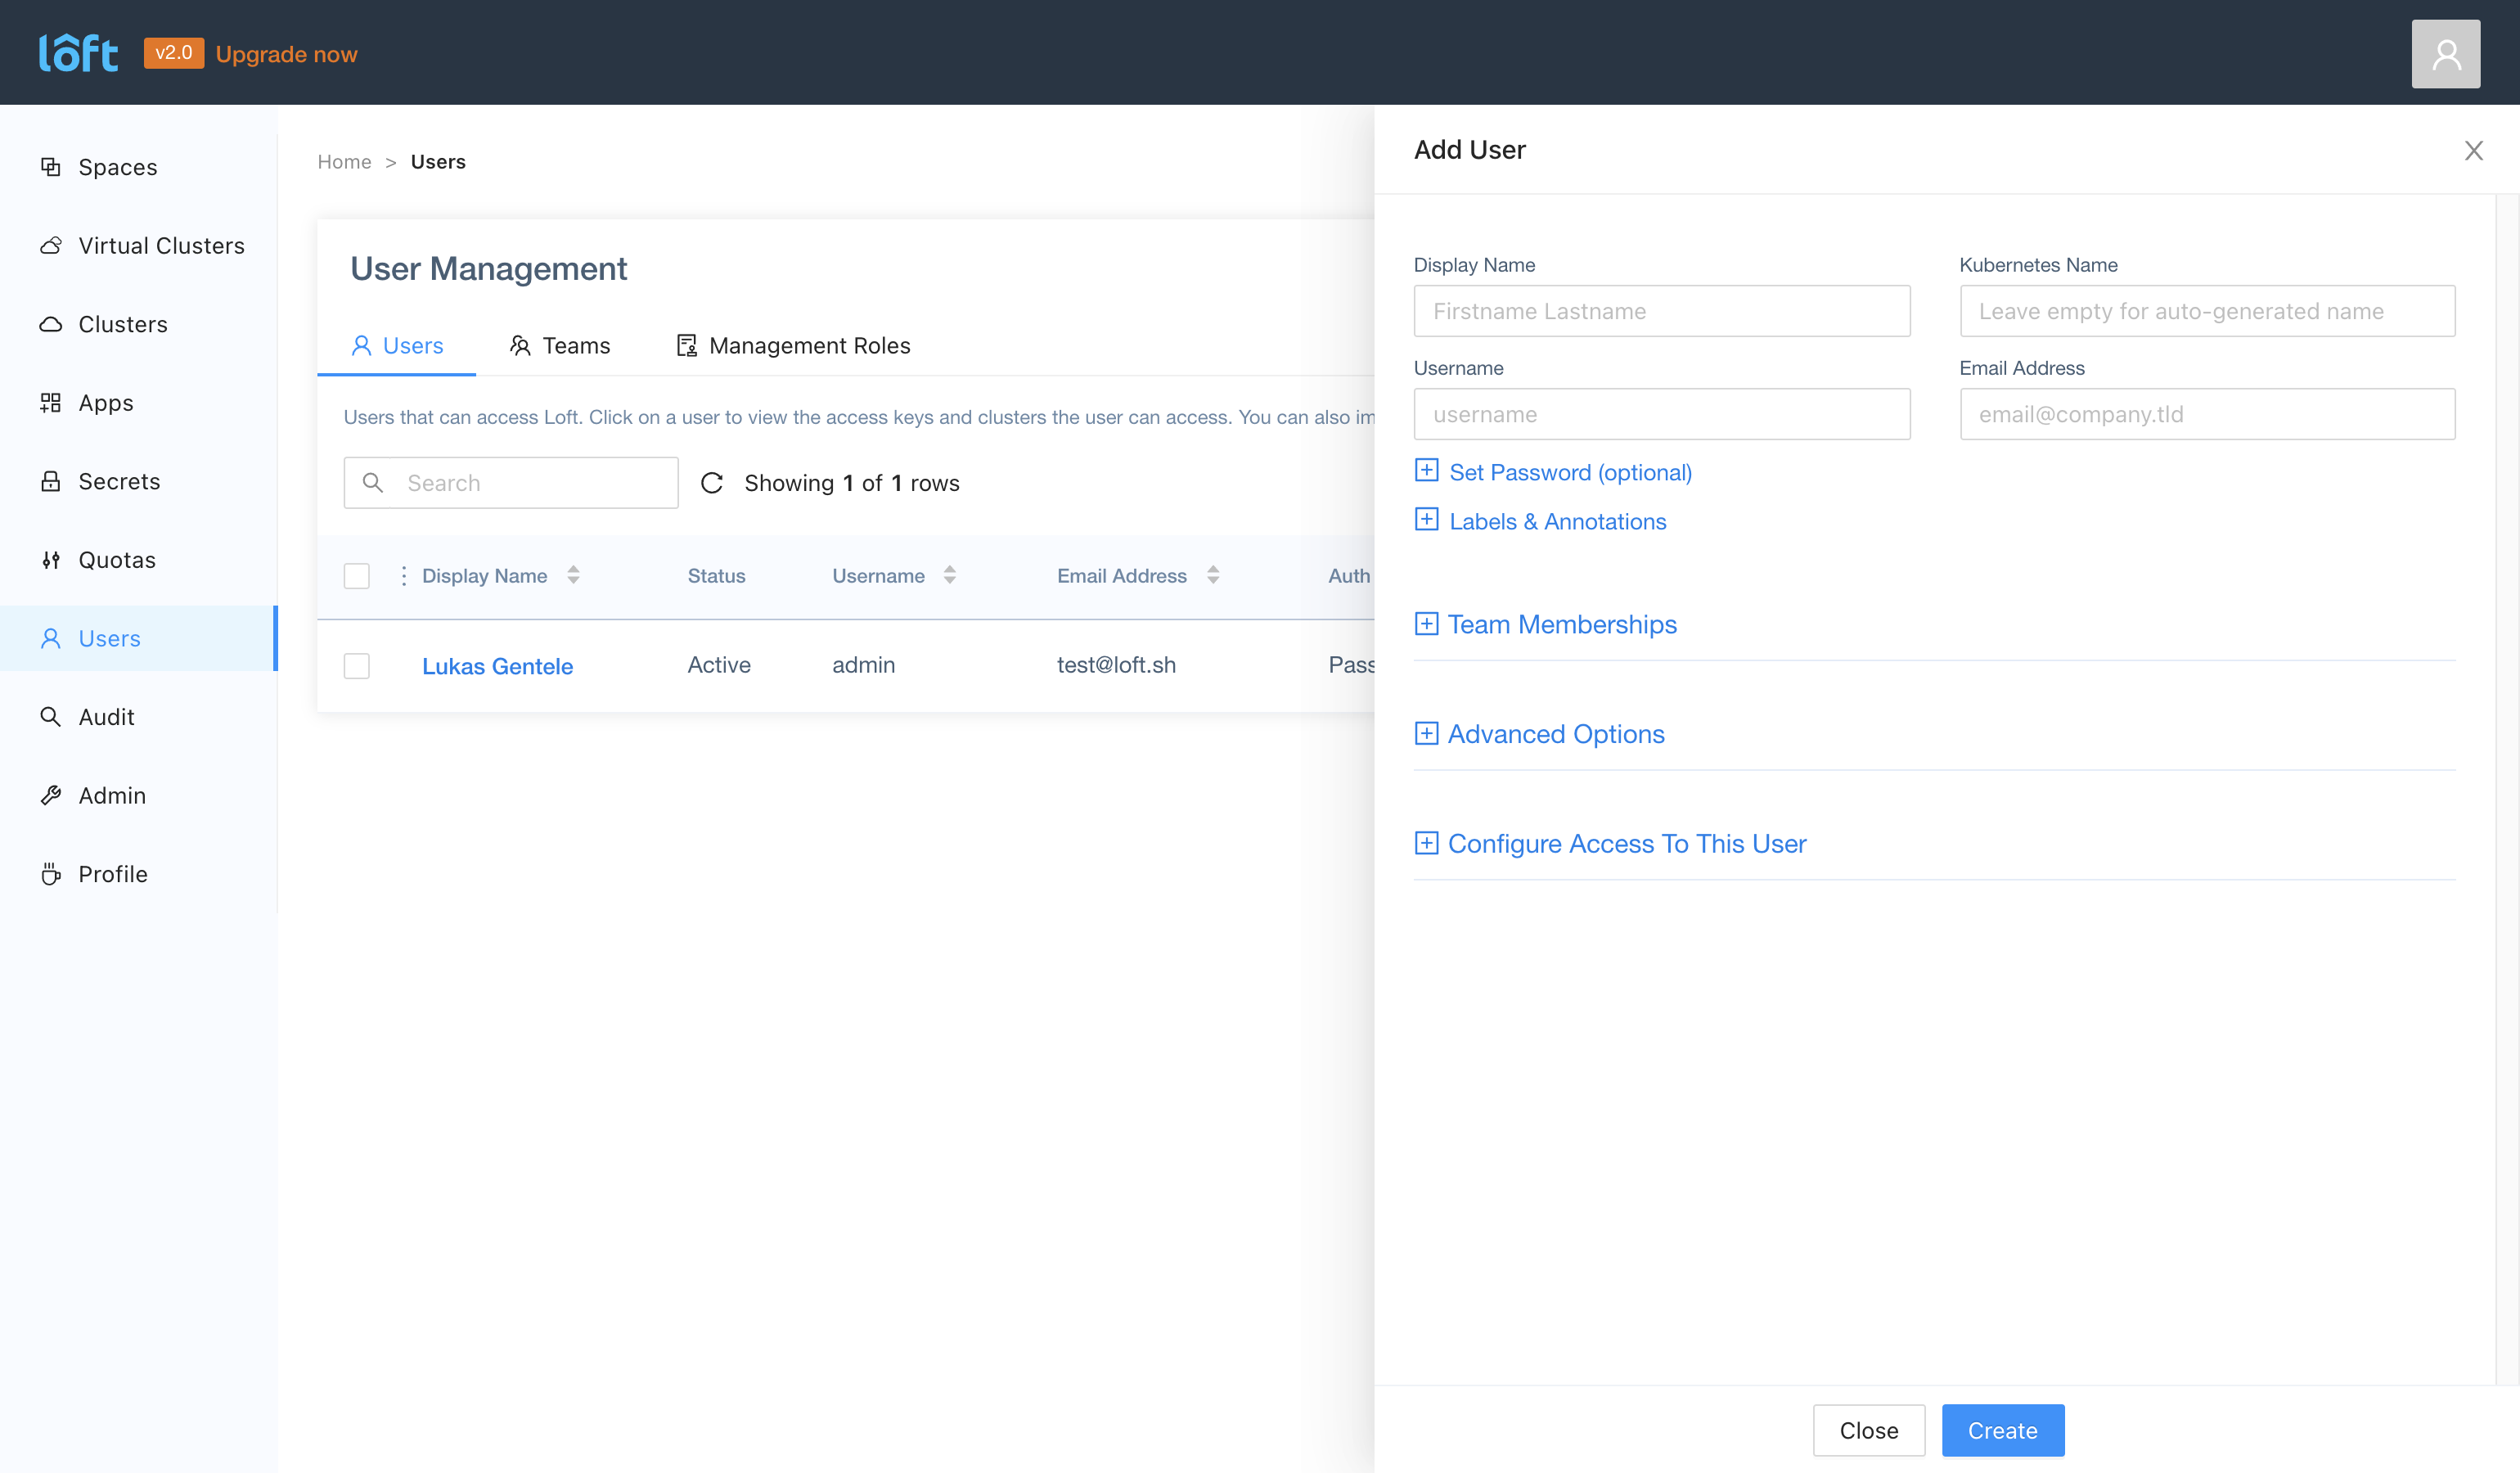 lôft v2.0 Upgrade now
Spaces
Virtual Clusters
Clusters
Apps
Secrets
Quotas
Users
Audit
Admin
Profile
Home > Users
User Management
Users Teams Management Roles
Users that can access Loft. Click on a user to view the access keys and clusters the user can access. You can also im
Search Showing 1 of 1 rows
Display Name Status Username Email Address Auth
Lukas Gentele Active admin test@loft.sh Pass
Add User
Display Name Kubernetes Name
Firstname Lastname Leave empty for auto-generated name
Username Email Address
username email@company.tld
Set Password (optional)
Labels & Annotations
Team Memberships
Advanced Options
Configure Access To This User
Close Create